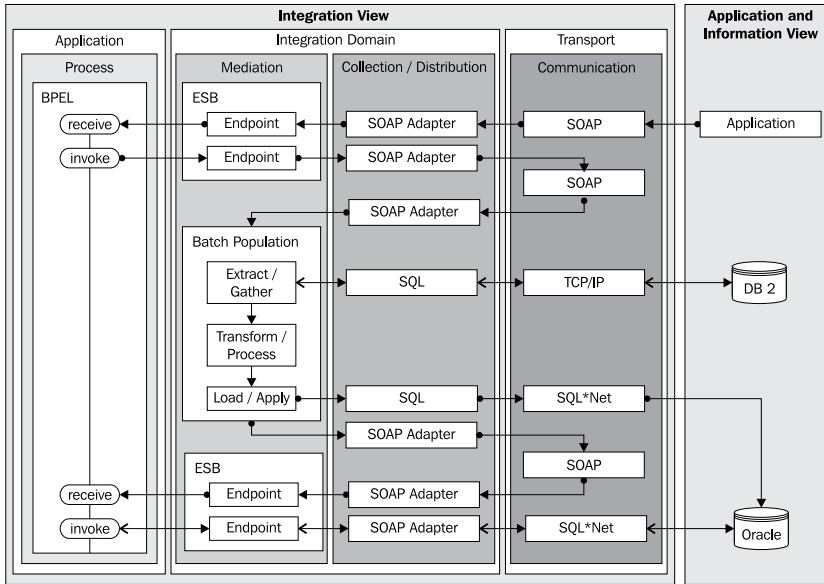 Integration View
Application and
Information View
Application
Integration Domain
Transport
Process
Mediation
Collection / Distribution
Communication
BPEL
ESB
receive
Endpoint
SOAP Adapter
SOAP
Application
invoke
Endpoint
SOAP Adapter
SOAP
SOAP Adapter
Batch Population
Extract /
Gather
SQL
TCP/IP
DB 2
Transform /
Process
Load / Apply
SQL
SQL*Net
SOAP Adapter
SOAP
ESB
receive
Endpoint
SOAP Adapter
invoke
Endpoint
SOAP Adapter
SQL*Net
Oracle